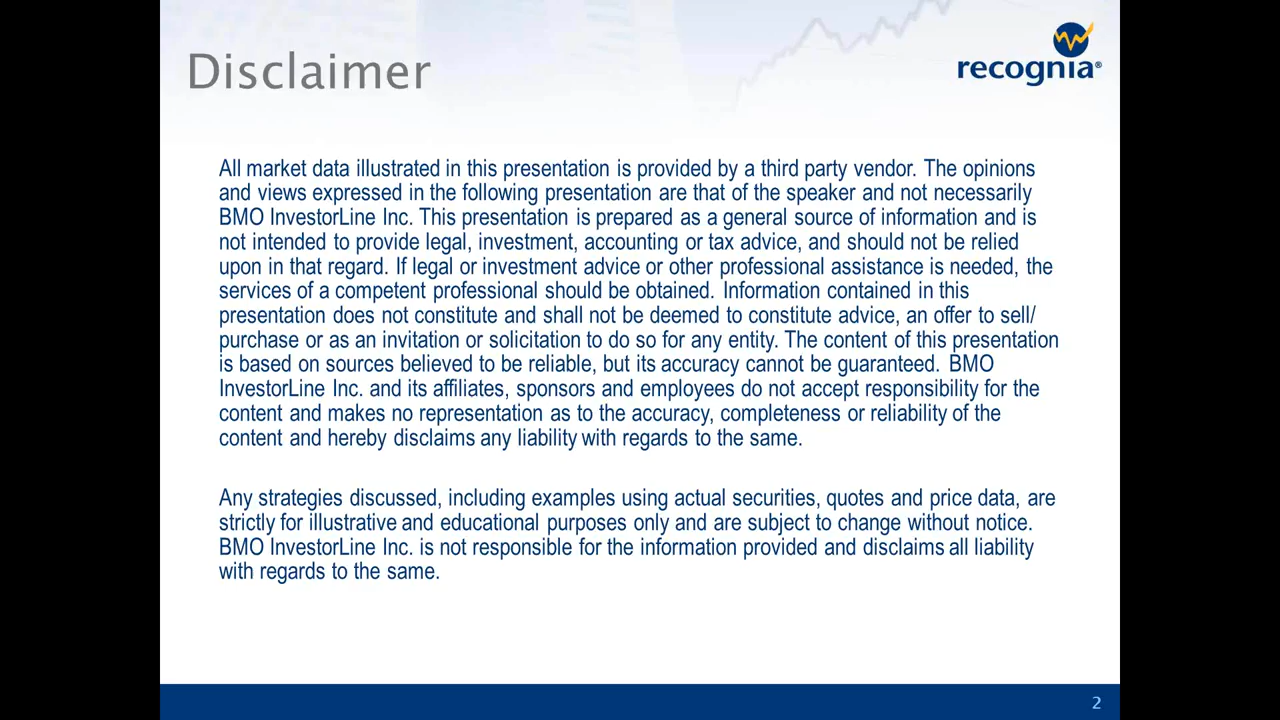 Disclaimer
recognia®
All market data illustrated in this presentation is provided by a third party vendor. The opinions
and views expressed in the following presentation are that of the speaker and not necessarily
BMO InvestorLine Inc. This presentation is prepared as a general source of information and is
not intended to provide legal, investment, accounting or tax advice, and should not be relied
upon in that regard. If legal or investment advice or other professional assistance is needed, the
services of a competent professional should be obtained. Information contained in this
presentation does not constitute and shall not be deemed to constitute advice, an offer to sell/
purchase or as an invitation or solicitation to do so for any entity. The content of this presentation
is based on sources believed to be reliable, but its accuracy cannot be guaranteed. BMO
InvestorLine Inc. and its affiliates, sponsors and employees do not accept responsibility for the
content and makes no representation as to the accuracy, completeness or reliability of the
content and hereby disclaims any liability with regards to the same.
Any strategies discussed, including examples using actual securities, quotes and price data, are
strictly for illustrative and educational purposes only and are subject to change without notice.
BMO InvestorLine Inc. is not responsible for the information provided and disclaims all liability
with regards to the same.
2